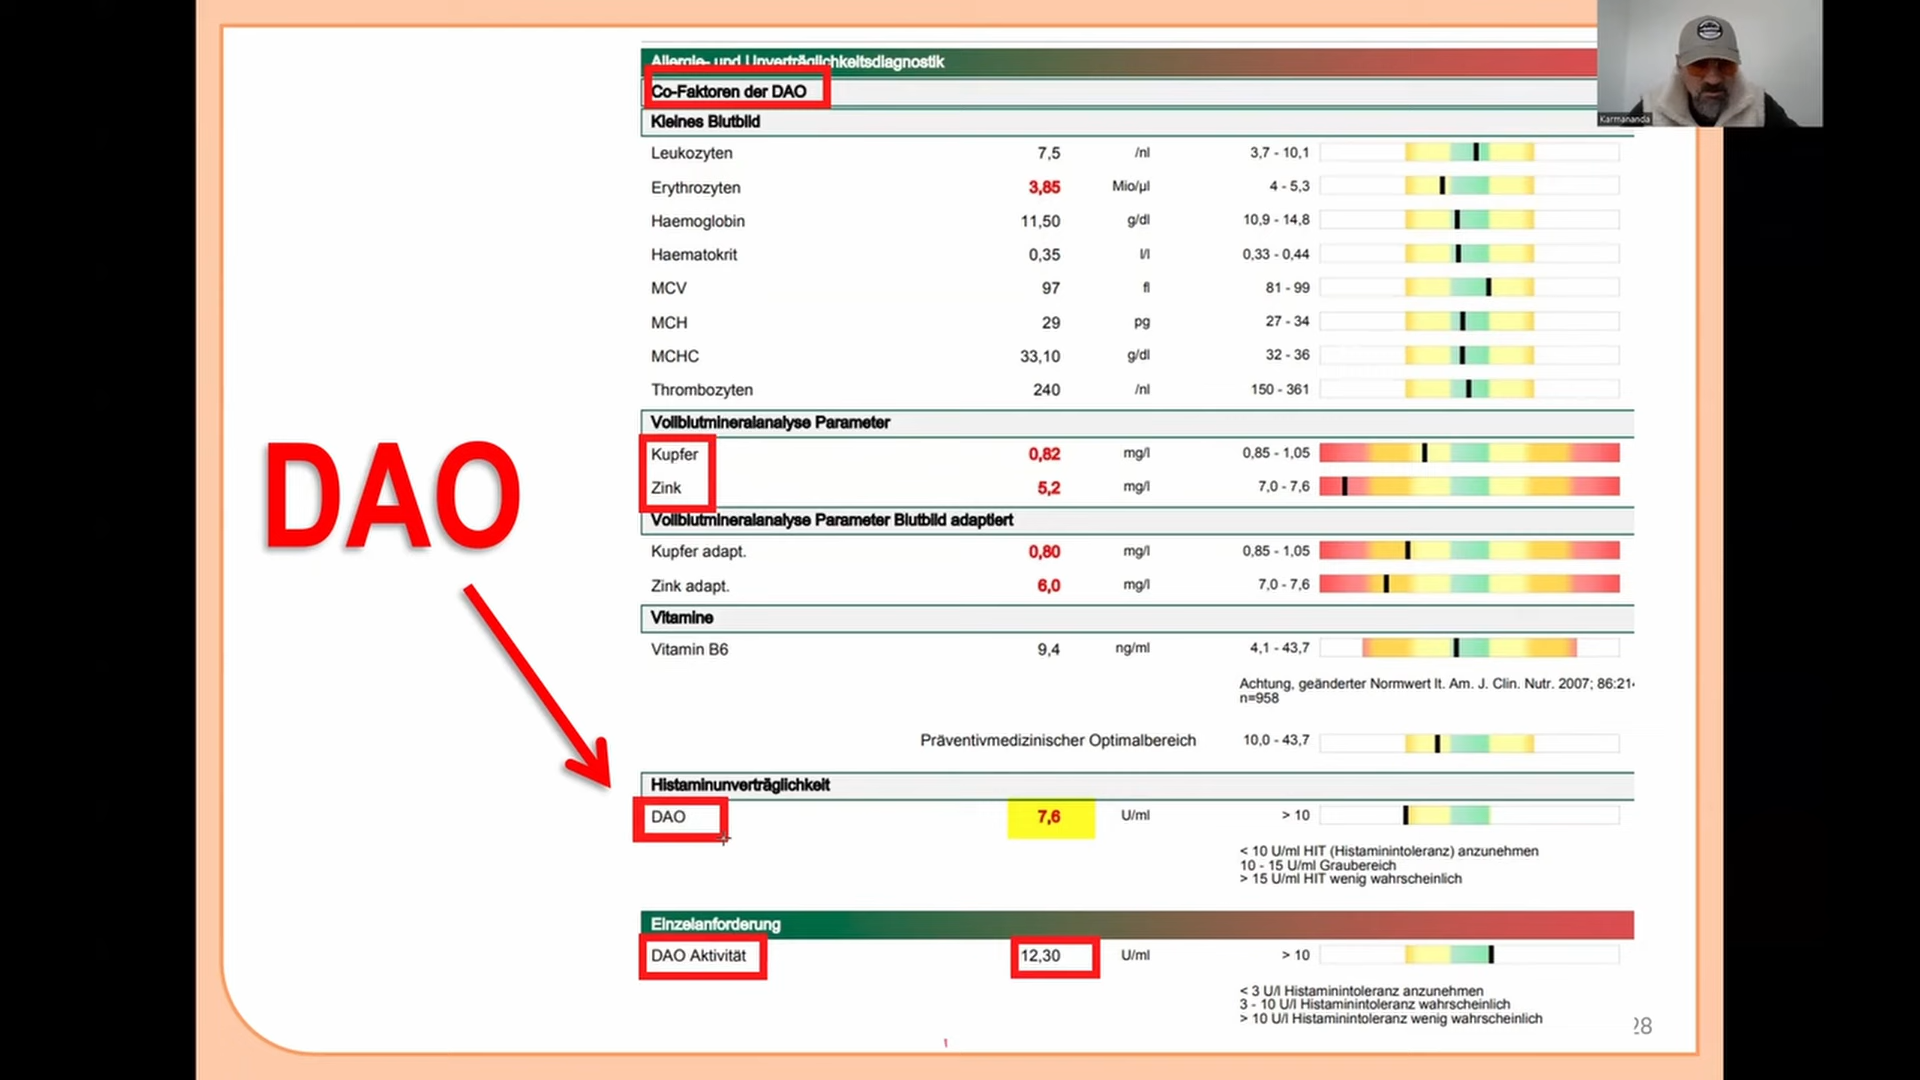 Allergie- und Unverträglichkeitsdiagnostik
Co-Faktoren der DAO
Kleines Blutbild
Leukozyten 7,5 /nl 3,7 - 10,1
Erythrozyten 3,85 Mio/µl 4 - 5,3
Haemoglobin 11,50 g/dl 10,9 - 14,8
Haematokrit 0,35 l/l 0,33 - 0,44
MCV 97 fl 81 - 99
MCH 29 pg 27 - 34
MCHC 33,10 g/dl 32 - 36
Thrombozyten 240 /nl 150 - 361
Vollblutmineralanalyse Parameter
Kupfer 0,82 mg/l 0,85 - 1,05
Zink 5,2 mg/l 7,0 - 7,6
Vollblutmineralanalyse Parameter Blutbild adaptiert
Kupfer adapt. 0,80 mg/l 0,85 - 1,05
Zink adapt. 6,0 mg/l 7,0 - 7,6
Vitamine
Vitamin B6 9,4 ng/ml 4,1 - 43,7
Achtung, geänderter Normwert lt. Am. J. Clin. Nutr. 2007;
n=958
Präventivmedizinischer Optimalbereich 10,0 - 43,7
Histaminunverträglichkeit
DAO 7,6 U/ml > 10
< 10 U/ml HIT (Histaminintoleranz) anzunehmen
10 - 15 U/ml Graubereich
> 15 U/ml HIT wenig wahrscheinlich
Einzelanforderung
DAO Aktivität 12,30 U/ml > 10
< 3 U/l Histaminintoleranz anzunehmen
3 - 10 U/l Histaminintoleranz wahrscheinlich
> 10 U/l Histaminintoleranz wenig wahrscheinlich
DAO
28
Karmananda